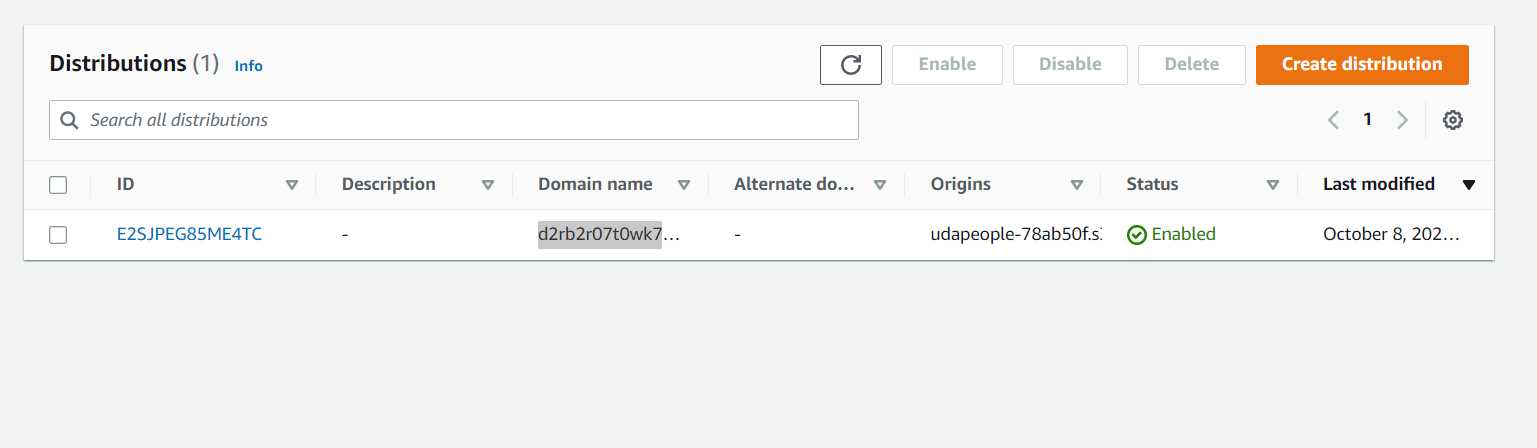 Distributions (1) Info
Enable
Disable
Delete
Create distribution
Search all distributions
1
ID
Description
Domain name
Alternate do...
Origins
Status
Last modified
E2SJPEG85ME4TC
-
d2rb2r07t0wk7...
-
udapeople-78ab50f.s3
Enabled
October 8, 202...